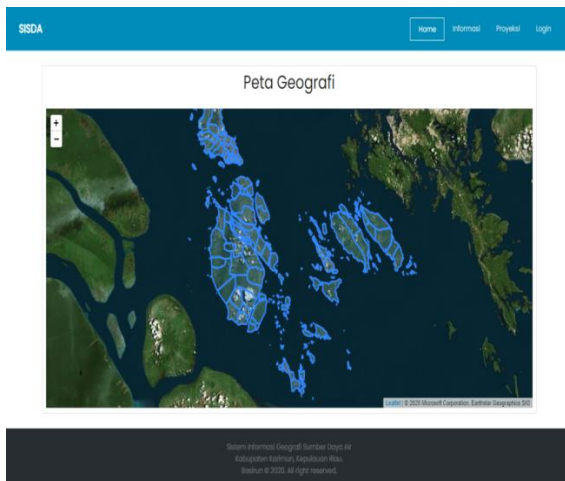 SISDA
Home Informasi Proyeksi Login
Peta Geografi
+
−
Leaflet | © 2020 Microsoft Corporation, Earthstar Geographics SIO
Sistem Informasi Geografi Sumber Daya Air
Kabupaten Karimun, Kepulauan Riau.
© 2020. All right reserved.